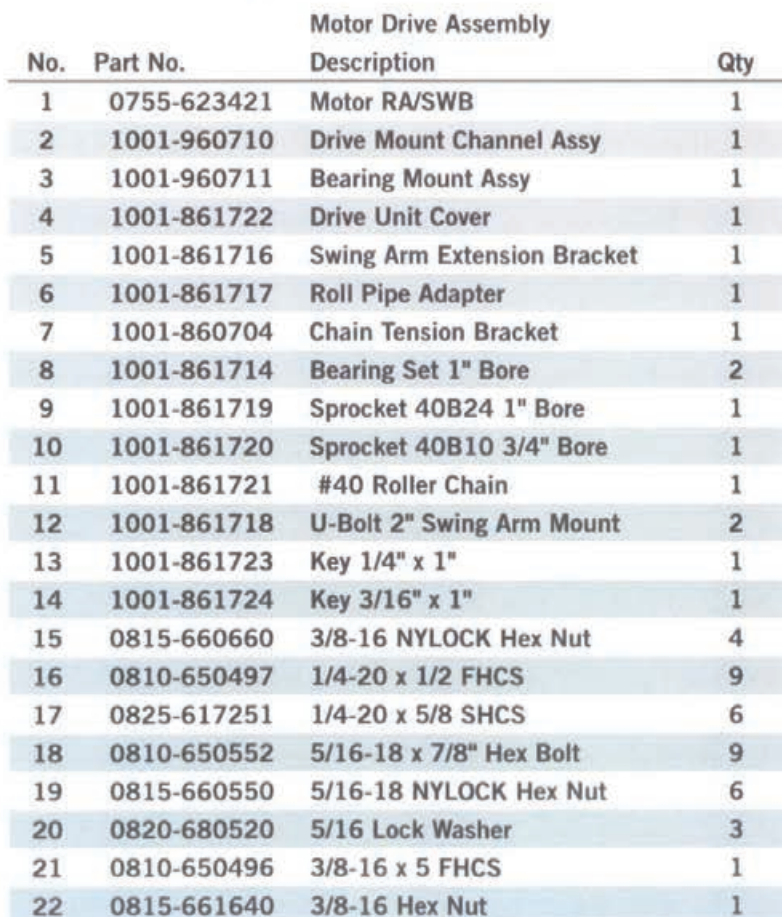 Motor Drive Assembly
No. Part No. Description Qty
1 0755-623421 Motor RA/SWB 1
2 1001-960710 Drive Mount Channel Assy 1
3 1001-960711 Bearing Mount Assy 1
4 1001-861722 Drive Unit Cover 1
5 1001-861716 Swing Arm Extension Bracket 1
6 1001-861717 Roll Pipe Adapter 1
7 1001-860704 Chain Tension Bracket 1
8 1001-861714 Bearing Set 1" Bore 2
9 1001-861719 Sprocket 40B24 1" Bore 1
10 1001-861720 Sprocket 40B10 3/4" Bore 1
11 1001-861721 #40 Roller Chain 1
12 1001-861718 U-Bolt 2" Swing Arm Mount 2
13 1001-861723 Key 1/4" x 1" 1
14 1001-861724 Key 3/16" x 1" 1
15 0815-660660 3/8-16 NYLOCK Hex Nut 4
16 0810-650497 1/4-20 x 1/2 FHCS 9
17 0825-617251 1/4-20 x 5/8 SHCS 6
18 0810-650552 5/16-18 x 7/8" Hex Bolt 9
19 0815-660550 5/16-18 NYLOCK Hex Nut 6
20 0820-680520 5/16 Lock Washer 3
21 0810-650496 3/8-16 x 5 FHCS 1
22 0815-661640 3/8-16 Hex Nut 1